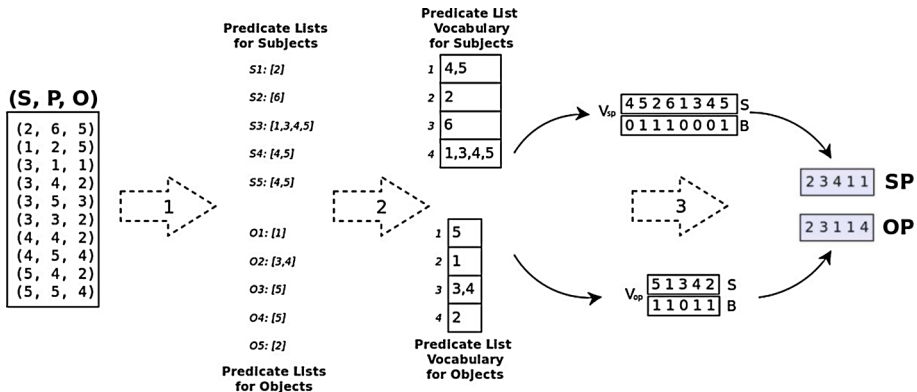 (S, P, O)
(2, 6, 5)
(1, 2, 5)
(3, 1, 1)
(3, 4, 2)
(3, 5, 3)
(3, 3, 2)
(4, 4, 2)
(4, 5, 4)
(5, 4, 2)
(5, 5, 4)
1
Predicate Lists
for Subjects
S1: [2]
S2: [6]
S3: [1,3,4,5]
S4: [4,5]
S5: [4,5]
O1: [1]
O2: [3,4]
O3: [5]
O4: [5]
O5: [2]
Predicate Lists
for Objects
2
Predicate List
Vocabulary
for Subjects
1 4,5
2 2
3 6
4 1,3,4,5
1 5
2 1
3 3,4
4 2
Predicate List
Vocabulary
for Objects
Vsp
4 5 2 6 1 3 4 5 S
0 1 1 1 0 0 0 1 B
3
Vop
5 1 3 4 2 S
1 1 0 1 1 B
2 3 4 1 1 SP
2 3 1 1 4 OP